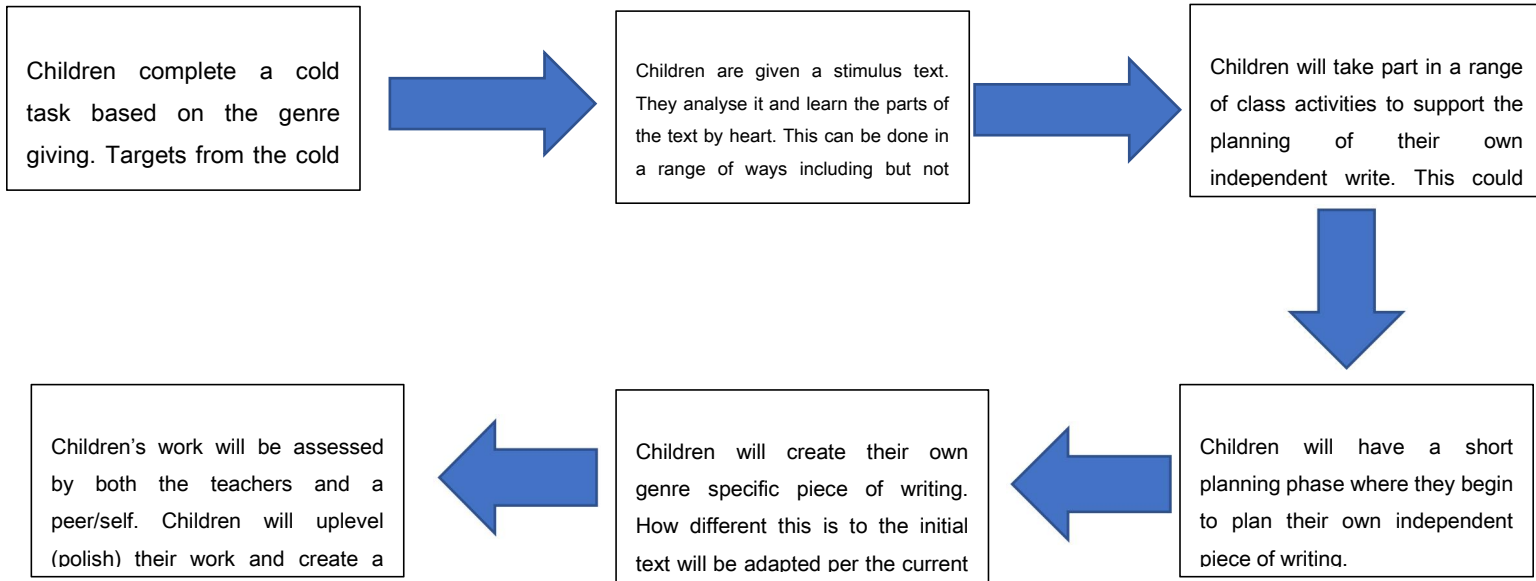 Children complete a cold
task based on the genre
giving. Targets from the cold
Children are given a stimulus text.
They analyse it and learn the parts of
the text by heart. This can be done in
a range of ways including but not
Children will take part in a range
of class activities to support the
planning of their own
independent write. This could
Children will have a short
planning phase where they begin
to plan their own independent
piece of writing.
Children will create their own
genre specific piece of writing.
How different this is to the initial
text will be adapted per the current
Children’s work will be assessed
by both the teachers and a
peer/self. Children will uplevel
(polish) their work and create a